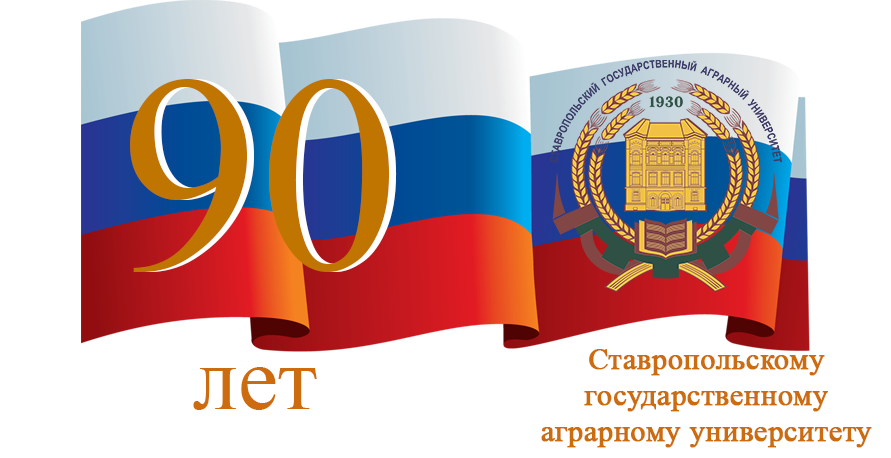 90
лет
СТАВРОПОЛЬСКИЙ ГОСУДАРСТВЕННЫЙ АГРАРНЫЙ УНИВЕРСИТЕТ
1930
Ставропольскому
государственному
аграрному университету